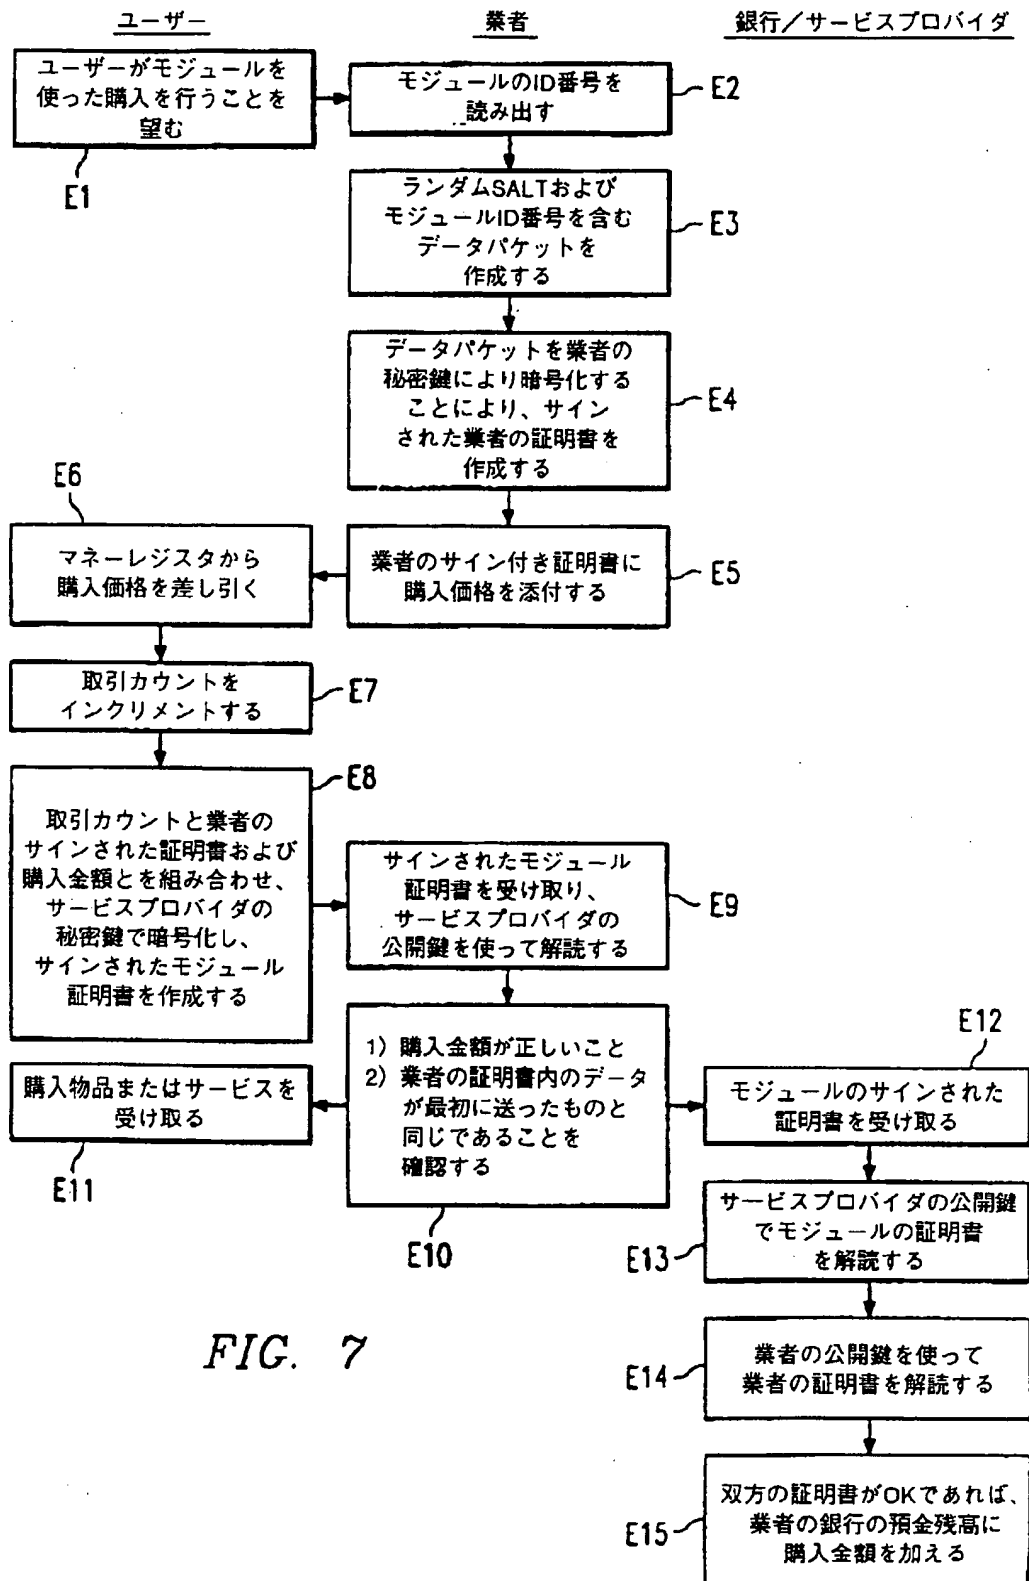 ユーザー
業者
銀行/サービスプロバイダ
ユーザーがモジュールを
使った購入を行うことを
望む
E1
モジュールのID番号を
読み出す
E2
ランダムSALTおよび
モジュールID番号を含む
データパケットを
作成する
E3
データパケットを業者の
秘密鍵により暗号化する
ことにより、サイン
された業者の証明書を
作成する
E4
業者のサイン付き証明書に
購入価格を添付する
E5
E6
マネーレジスタから
購入価格を差し引く
取引カウントを
インクリメントする
E7
E8
取引カウントと業者の
サインされた証明書および
購入金額とを組み合わせ、
サービスプロバイダの
秘密鍵で暗号化し、
サインされたモジュール
証明書を作成する
サインされたモジュール
証明書を受け取り、
サービスプロバイダの
公開鍵を使って解読する
E9
1) 購入金額が正しいこと
2) 業者の証明書内のデータ
が最初に送ったものと
同じであることを
確認する
E10
購入物品またはサービスを
受け取る
E11
E12
モジュールのサインされた
証明書を受け取る
サービスプロバイダの公開鍵
でモジュールの証明書
を解読する
E13
業者の公開鍵を使って
業者の証明書を解読する
E14
双方の証明書がOKであれば、
業者の銀行の預金残高に
購入金額を加える
E15
FIG. 7